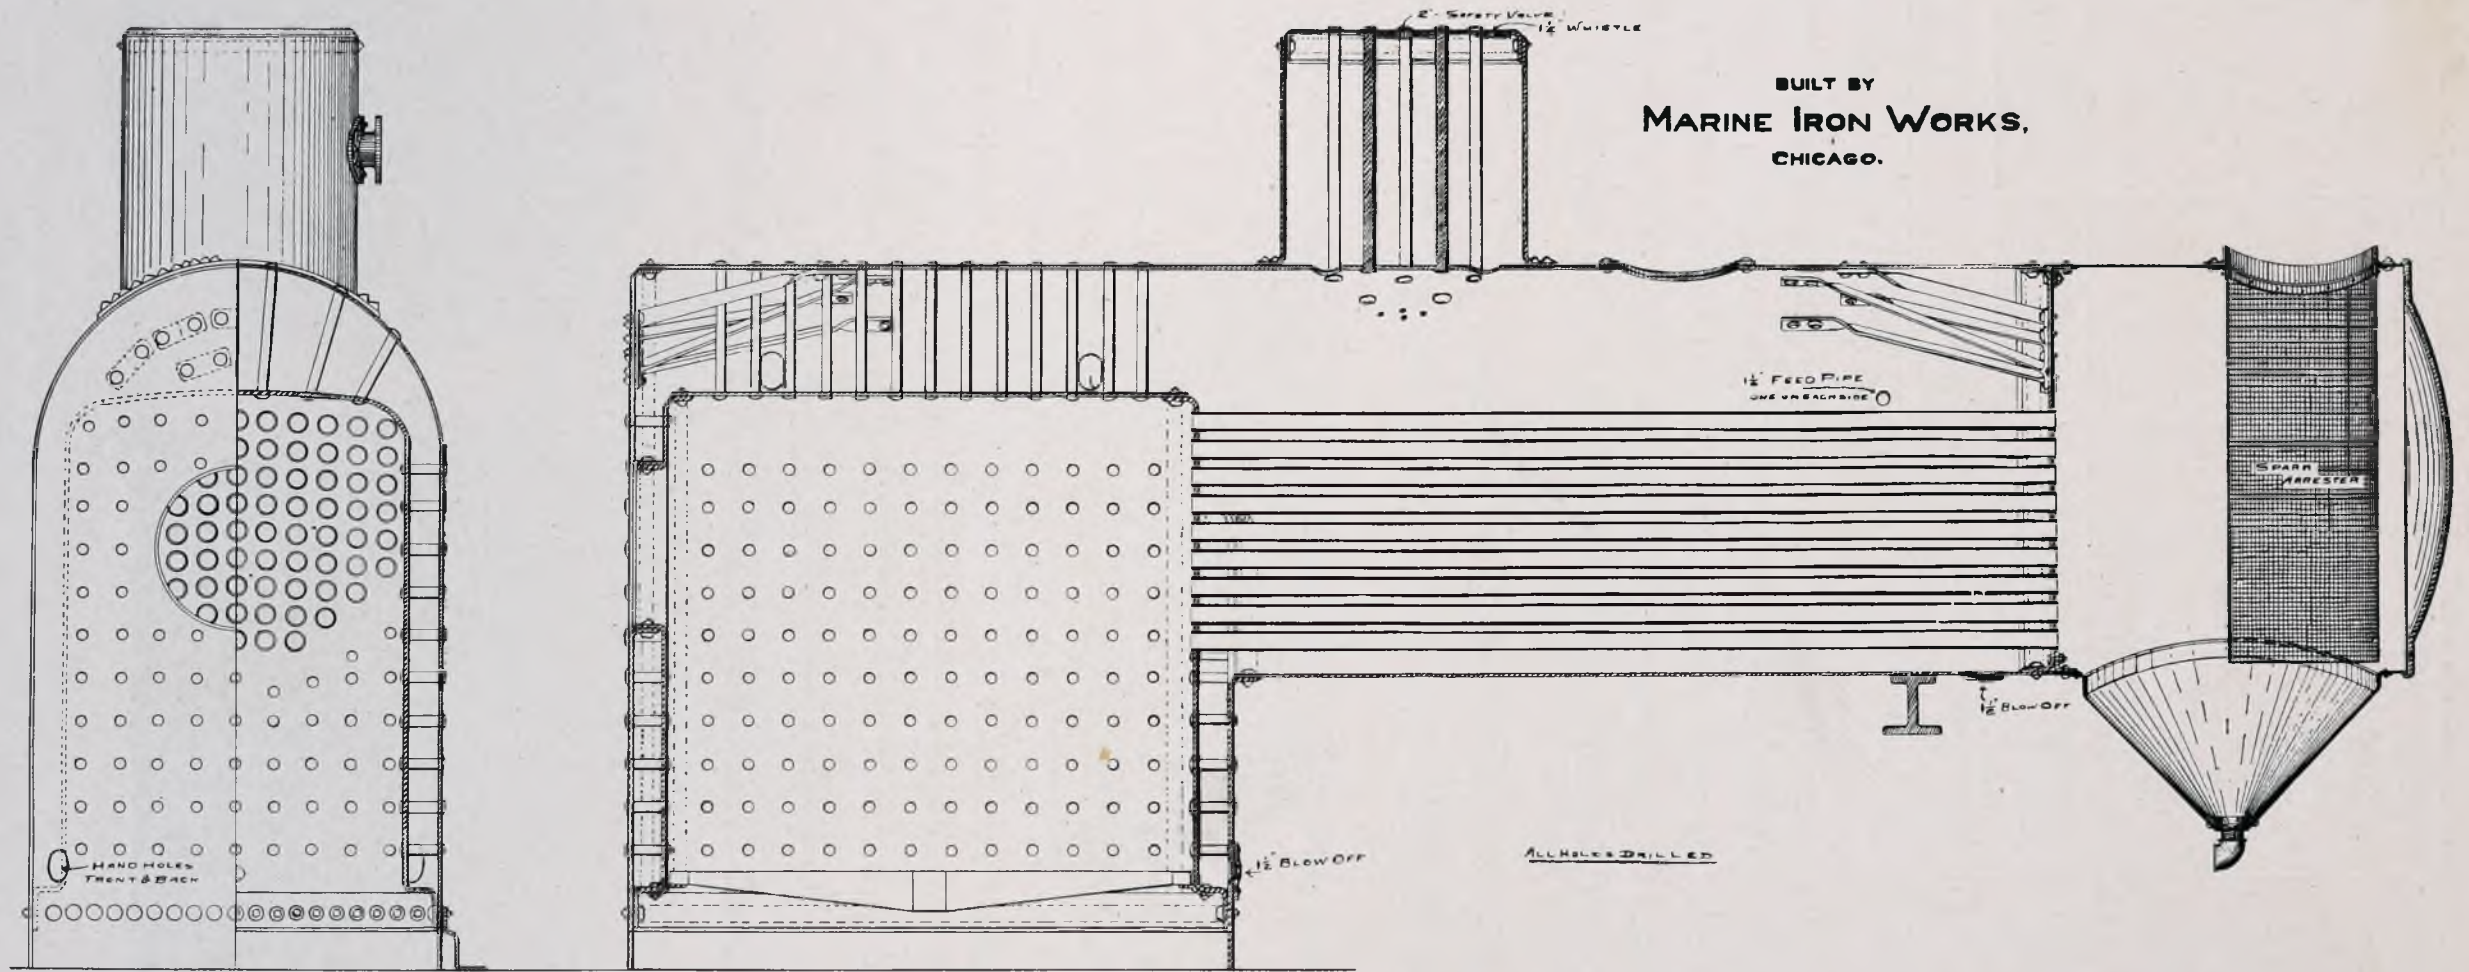 2" SAFETY VALVE
1½" WHISTLE
BUILT BY
MARINE IRON WORKS,
CHICAGO.
1½" FEED PIPE
ONE ON EACH SIDE
SPARK
ARRESTER
1½" BLOW OFF
HAND HOLES
FRONT & BACK
1½" BLOW OFF
ALL HOLES DRILLED